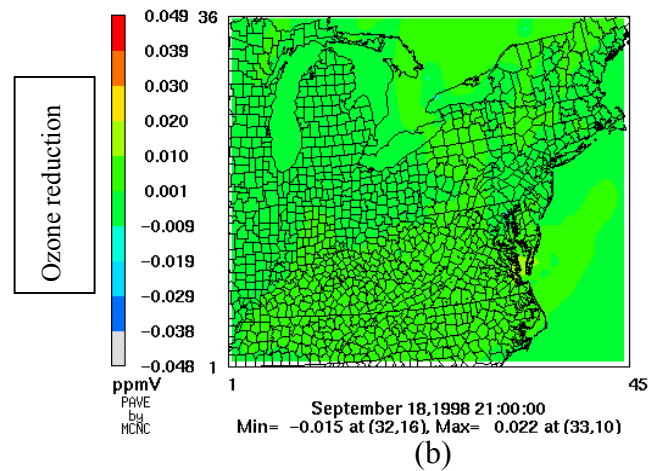 Ozone reduction
0.049
0.039
0.030
0.020
0.010
0.001
-0.009
-0.019
-0.029
-0.038
-0.048
ppmV
PAVE
by
MCNC
36
1
1
45
September 18,1998 21:00:00
Min= -0.015 at (32,16), Max= 0.022 at (33,10)
(b)